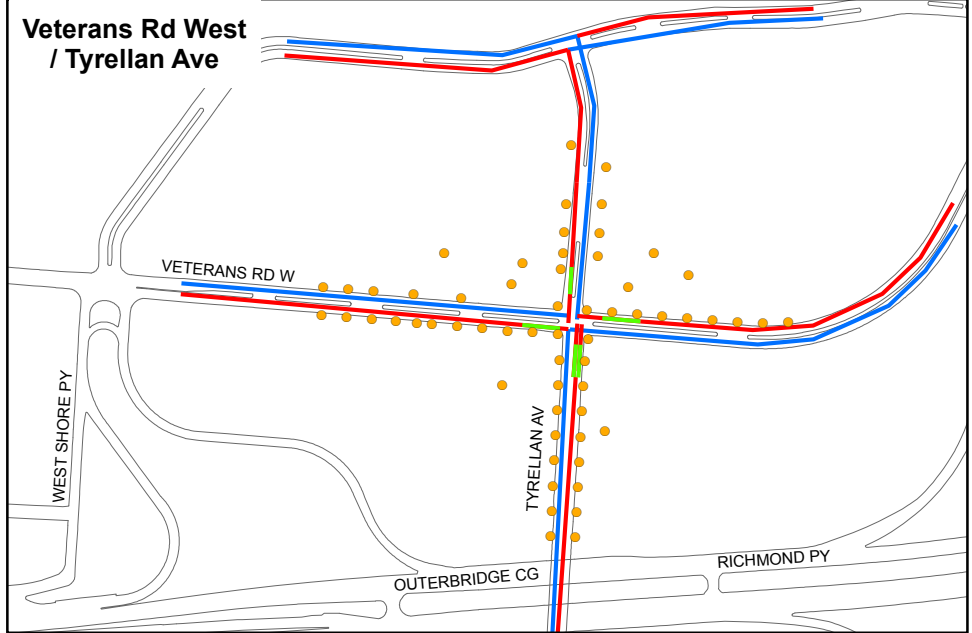 Veterans Rd West
/ Tyrellan Ave
VETERANS RD W
WEST SHORE PY
TYRELLAN AV
OUTERBRIDGE CG
RICHMOND PY